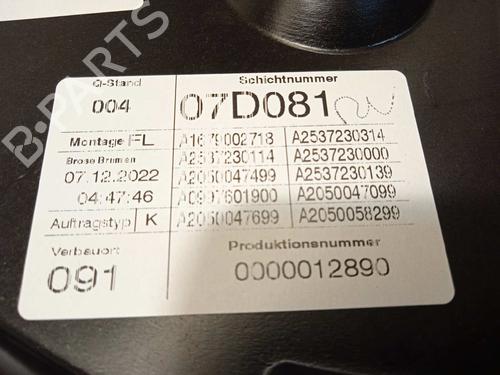 Q-Stand Schichtnummer
004 07D081
Montage FL A1679002718 A2537230314
Brose Bremen A2537230114 A2537230000
07.12.2022 A2050047499 A2537230139
04:47:46 A0997601900 A2050047099
Auftragstyp K A2050047699 A2050058299
Verbauort Produktionsnummer
091 0000012890
B-PARTS